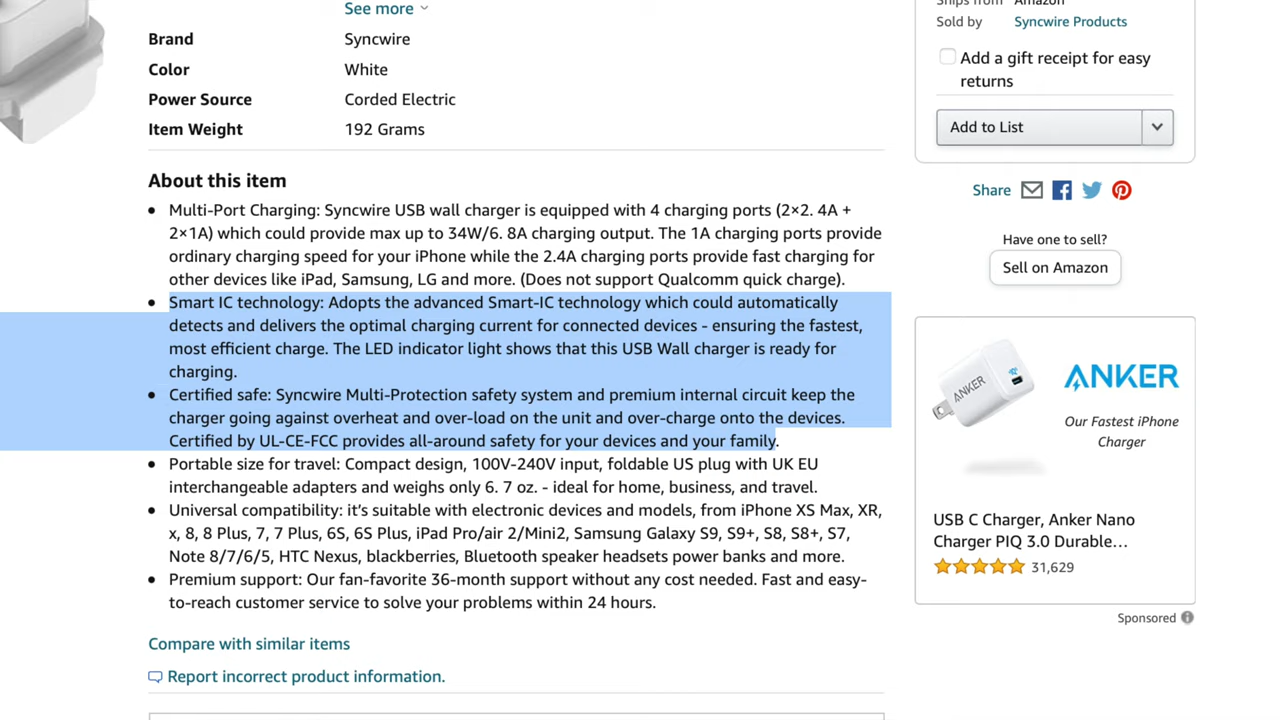 See more
Brand Syncwire
Color White
Power Source Corded Electric
Item Weight 192 Grams
About this item
Multi-Port Charging: Syncwire USB wall charger is equipped with 4 charging ports (2×2. 4A +
2×1A) which could provide max up to 34W/6. 8A charging output. The 1A charging ports provide
ordinary charging speed for your iPhone while the 2.4A charging ports provide fast charging for
other devices like iPad, Samsung, LG and more. (Does not support Qualcomm quick charge).
Smart IC technology: Adopts the advanced Smart-IC technology which could automatically
detects and delivers the optimal charging current for connected devices - ensuring the fastest,
most efficient charge. The LED indicator light shows that this USB Wall charger is ready for
charging.
Certified safe: Syncwire Multi-Protection safety system and premium internal circuit keep the
charger going against overheat and over-load on the unit and over-charge onto the devices.
Certified by UL-CE-FCC provides all-around safety for your devices and your family.
Portable size for travel: Compact design, 100V-240V input, foldable US plug with UK EU
interchangeable adapters and weighs only 6. 7 oz. - ideal for home, business, and travel.
Universal compatibility: it’s suitable with electronic devices and models, from iPhone XS Max, XR,
x, 8, 8 Plus, 7, 7 Plus, 6S, 6S Plus, iPad Pro/air 2/Mini2, Samsung Galaxy S9, S9+, S8, S8+, S7,
Note 8/7/6/5, HTC Nexus, blackberries, Bluetooth speaker headsets power banks and more.
Premium support: Our fan-favorite 36-month support without any cost needed. Fast and easy-
to-reach customer service to solve your problems within 24 hours.
Compare with similar items
Report incorrect product information.
Ships from Amazon
Sold by Syncwire Products
Add a gift receipt for easy
returns
Add to List
Share
Have one to sell?
Sell on Amazon
ANKER
ANKER
Our Fastest iPhone
Charger
USB C Charger, Anker Nano
Charger PIQ 3.0 Durable…
31,629
Sponsored